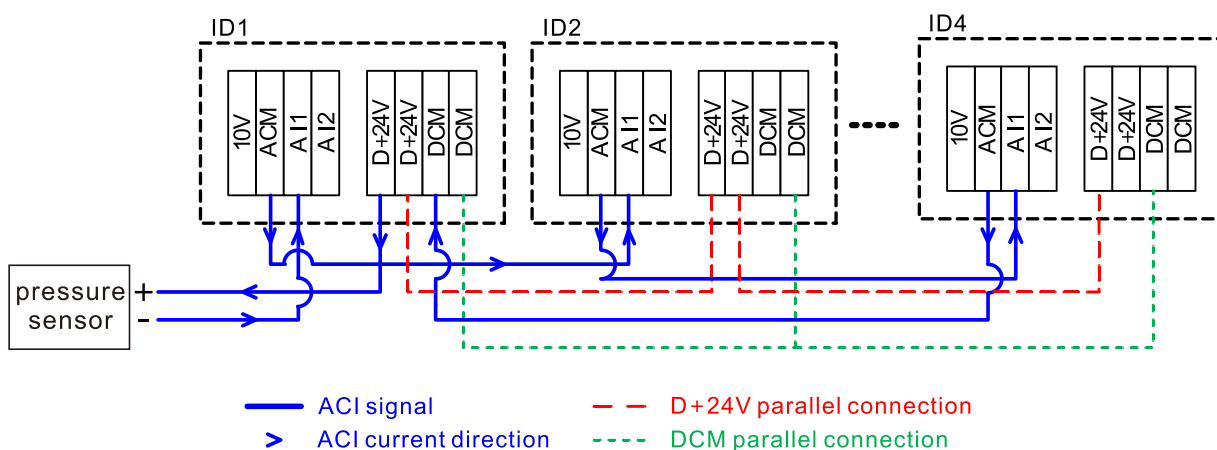 ID1
ID2
ID4
10V
ACM
AI1
AI2
D+24V
D+24V
DCM
DCM
10V
ACM
AI1
AI2
D+24V
D+24V
DCM
DCM
10V
ACM
AI1
AI2
D+24V
D+24V
DCM
DCM
pressure +
sensor -
ACI signal
D+24V parallel connection
ACI current direction
DCM parallel connection